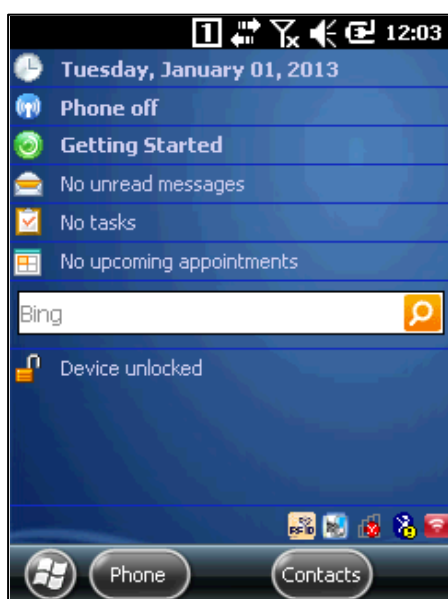 1 12:03
Tuesday, January 01, 2013
Phone off
Getting Started
No unread messages
No tasks
No upcoming appointments
Bing
Device unlocked
RFID
Phone Contacts